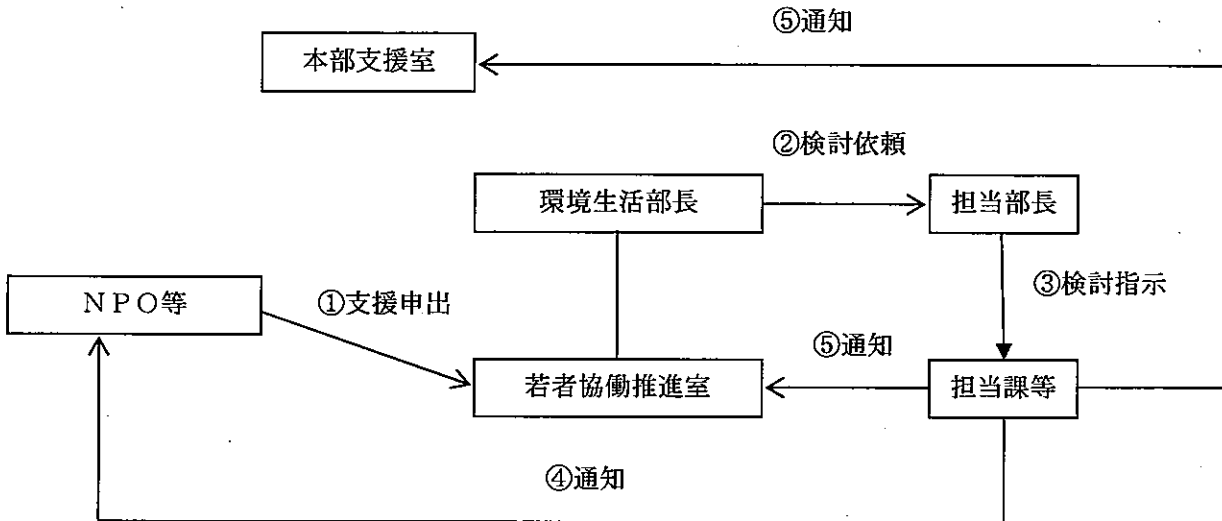 ⑤通知
本部支援室
②検討依頼
環境生活部長
担当部長
NPO等
①支援申出
③検討指示
⑤通知
若者協働推進室
担当課等
④通知